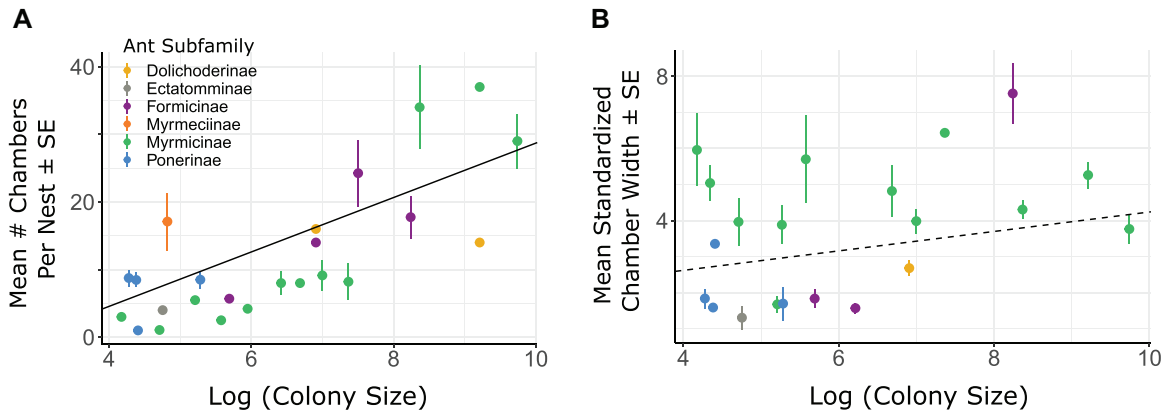 A
Mean # Chambers
Per Nest ± SE
40
20
0
Ant Subfamily
Dolichoderinae
Ectatomminae
Formicinae
Myrmeciinae
Myrmicinae
Ponerinae
4
6
8
10
Log (Colony Size)
B
Mean Standardized
Chamber Width ± SE
8
4
4
6
8
10
Log (Colony Size)